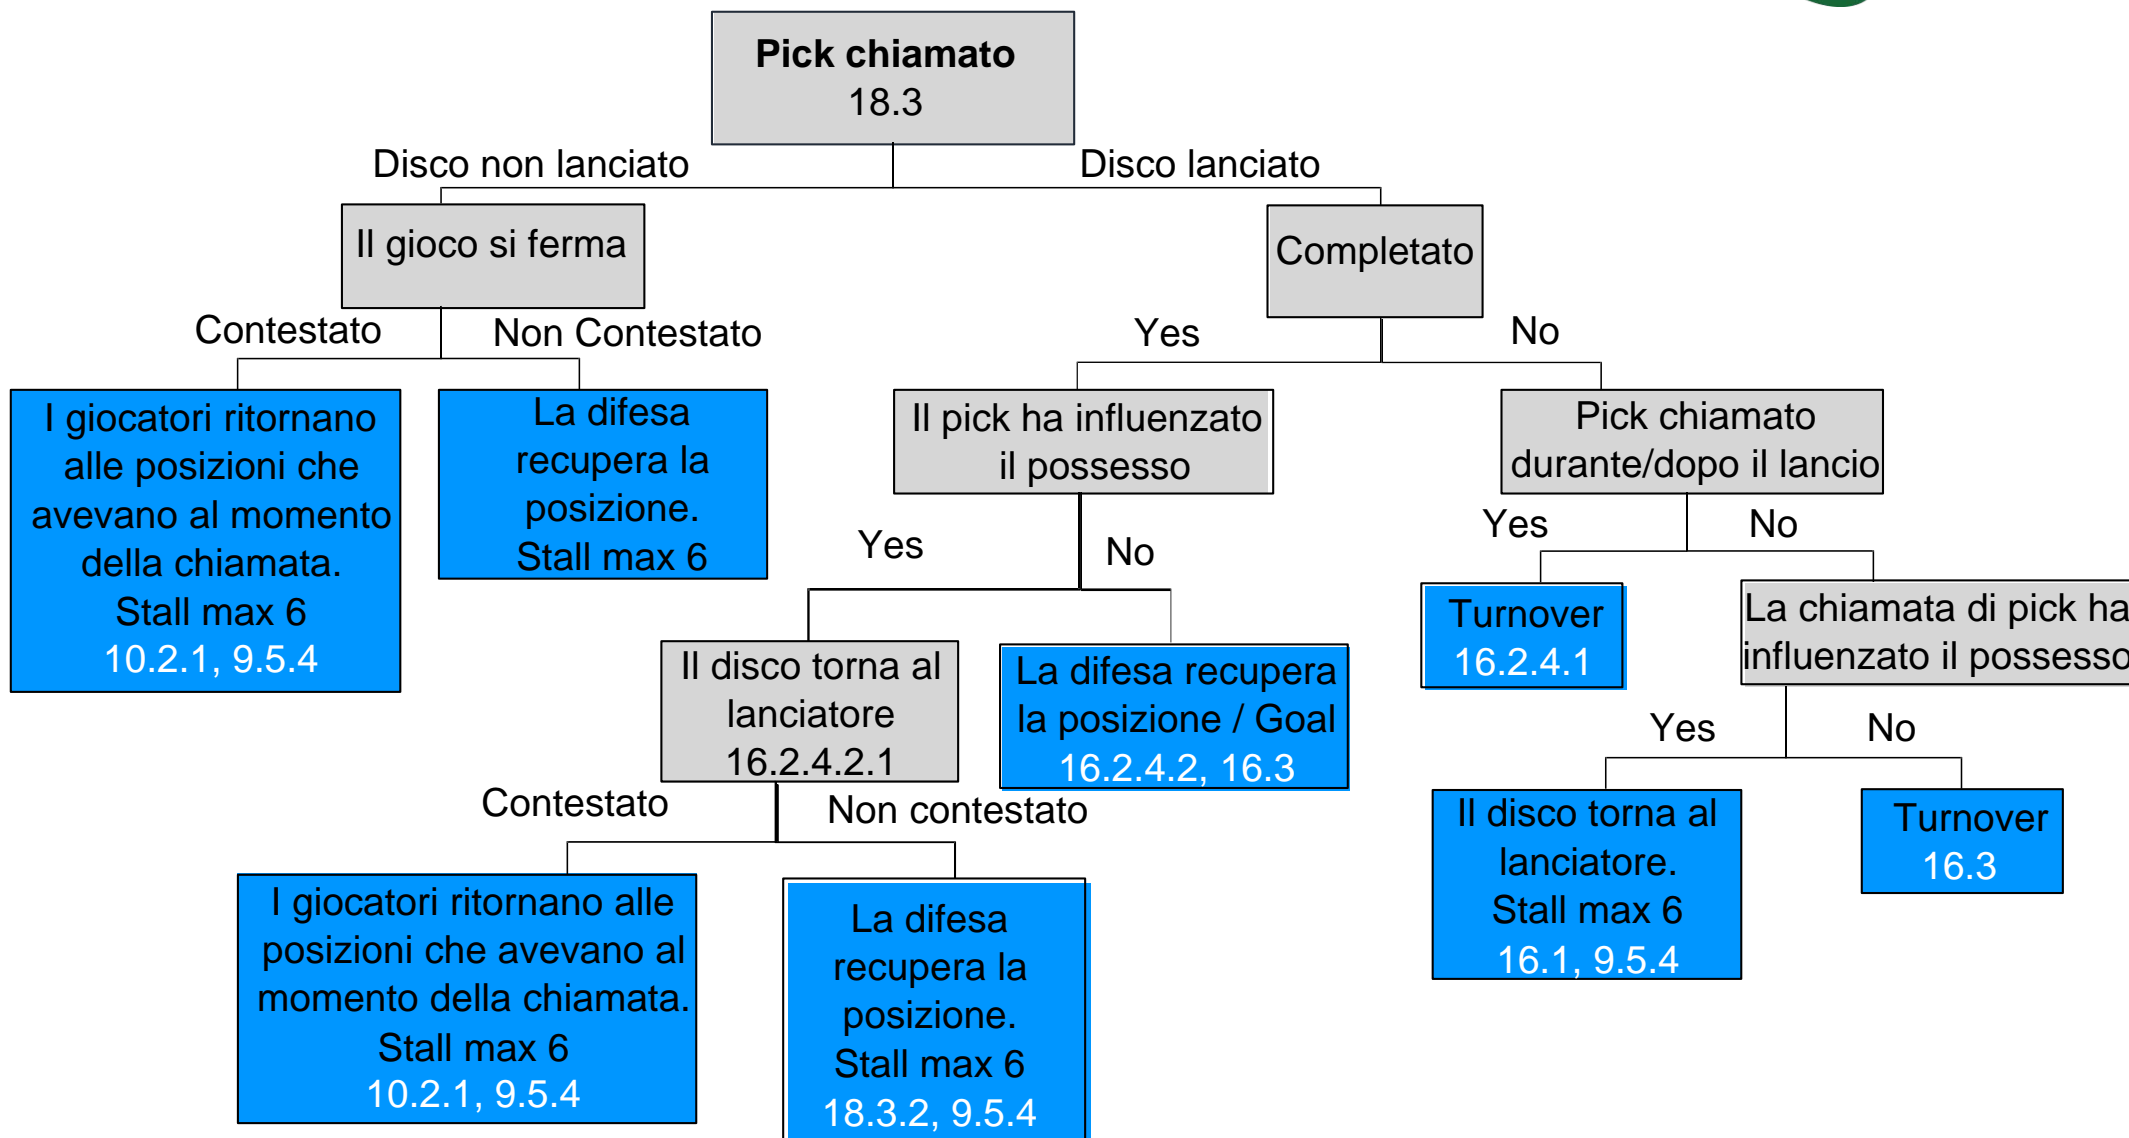 Pick chiamato
18.3
Disco non lanciato
Disco lanciato
Il gioco si ferma
Completato
Contestato
Non Contestato
Yes
No
I giocatori ritornano
alle posizioni che
avevano al momento
della chiamata.
Stall max 6
10.2.1, 9.5.4
La difesa
recupera la
posizione.
Stall max 6
Il pick ha influenzato
il possesso
Pick chiamato
durante/dopo il lancio
Yes
No
Yes
No
Il disco torna al
lanciatore
16.2.4.2.1
La difesa recupera
la posizione / Goal
16.2.4.2, 16.3
Turnover
16.2.4.1
La chiamata di pick ha
influenzato il possesso
Contestato
Non contestato
Yes
No
I giocatori ritornano alle
posizioni che avevano al
momento della chiamata.
Stall max 6
10.2.1, 9.5.4
La difesa
recupera la
posizione.
Stall max 6
18.3.2, 9.5.4
Il disco torna al
lanciatore.
Stall max 6
16.1, 9.5.4
Turnover
16.3